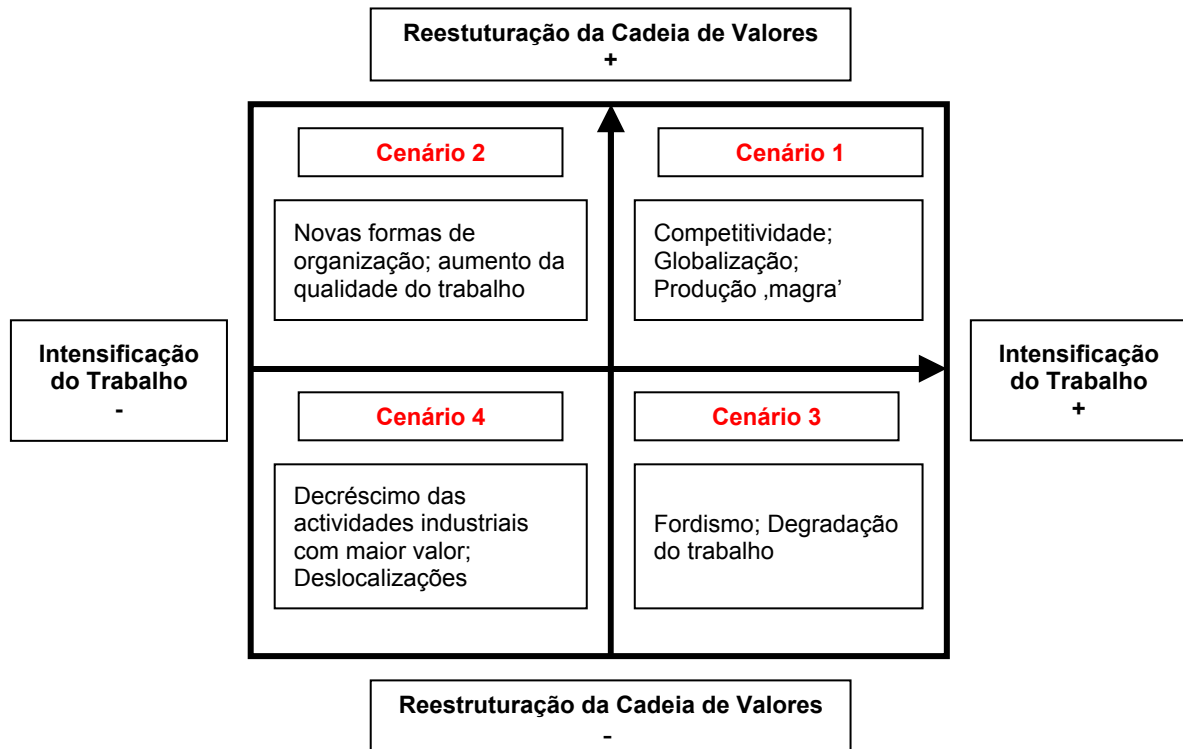 Reestuturação da Cadeia de Valores
+
Cenário 2
Cenário 1
Novas formas de
organização; aumento da
qualidade do trabalho
Competitividade;
Globalização;
Produção ‚magra’
Intensificação
do Trabalho
-
Intensificação
do Trabalho
+
Cenário 4
Cenário 3
Decréscimo das
actividades industriais
com maior valor;
Deslocalizações
Fordismo; Degradação
do trabalho
Reestruturação da Cadeia de Valores
-